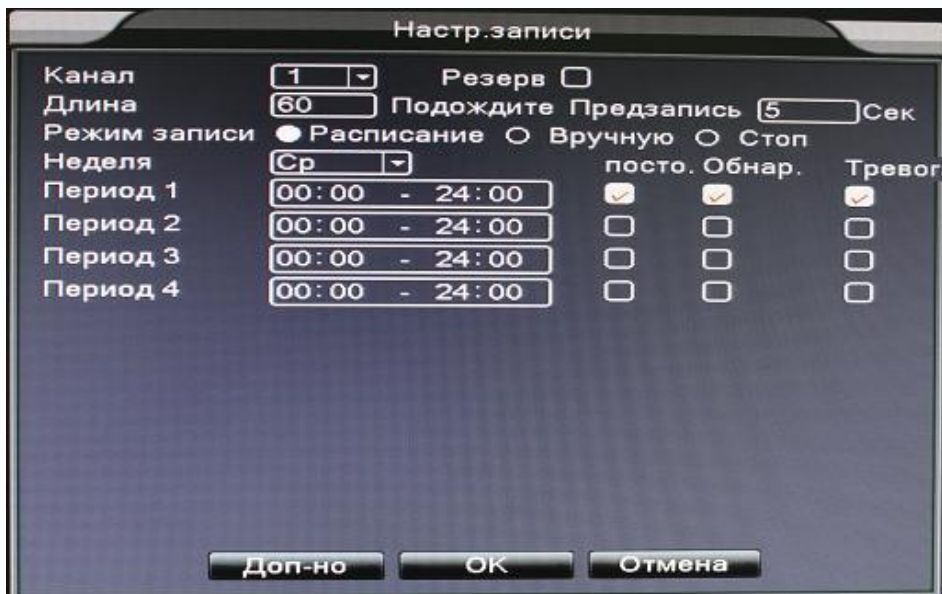 Настр.записи
Канал 1 Резерв
Длина 60 Подождите Предзапись 5 Сек
Режим записи Расписание Вручную Стоп
Неделя Ср посто. Обнар. Тревог
Период 1 00:00 - 24:00
Период 2 00:00 - 24:00
Период 3 00:00 - 24:00
Период 4 00:00 - 24:00
Доп-но OK Отмена